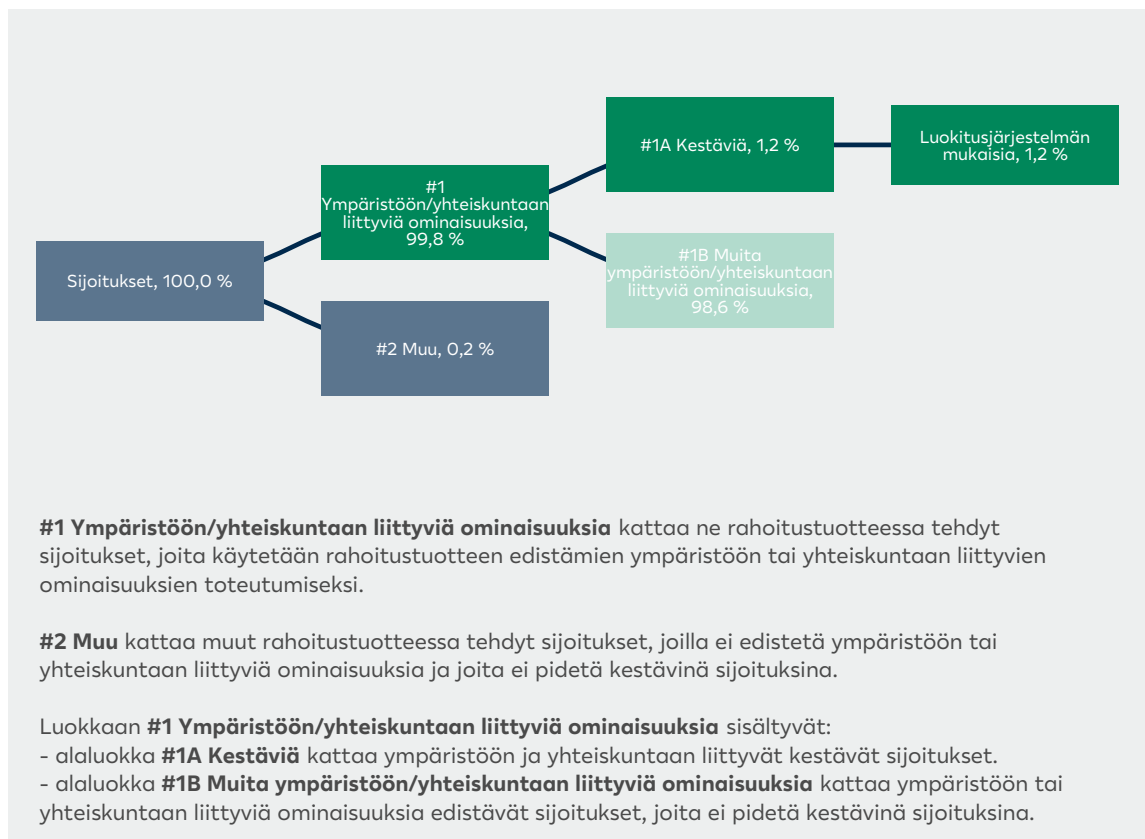 #1A Kestäviä, 1,2 %
Luokitusjärjestelmän
mukaisia, 1,2 %
#1
Ympäristöön/yhteiskuntaan
liittyviä ominaisuuksia,
99,8 %
#1B Muita
ympäristöön/yhteiskuntaan
liittyviä ominaisuuksia,
98,6 %
Sijoitukset, 100,0 %
#2 Muu, 0,2 %
#1 Ympäristöön/yhteiskuntaan liittyviä ominaisuuksia kattaa ne rahoitustuotteessa tehdyt
sijoitukset, joita käytetään rahoitustuotteen edistämien ympäristöön tai yhteiskuntaan liittyvien
ominaisuuksien toteutumiseksi.
#2 Muu kattaa muut rahoitustuotteessa tehdyt sijoitukset, joilla ei edistetä ympäristöön tai
yhteiskuntaan liittyviä ominaisuuksia ja joita ei pidetä kestävinä sijoituksina.
Luokkaan #1 Ympäristöön/yhteiskuntaan liittyviä ominaisuuksia sisältyvät:
- alaluokka #1A Kestäviä kattaa ympäristöön ja yhteiskuntaan liittyvät kestävät sijoitukset.
- alaluokka #1B Muita ympäristöön/yhteiskuntaan liittyviä ominaisuuksia kattaa ympäristöön tai
yhteiskuntaan liittyviä ominaisuuksia edistävät sijoitukset, joita ei pidetä kestävinä sijoituksina.